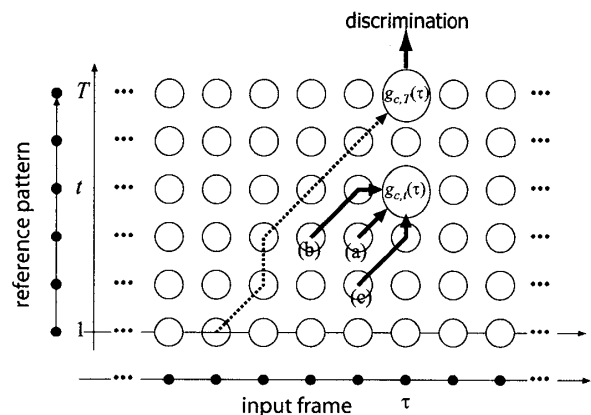 discrimination
T ... g_{c,T}(τ) ...
... ...
t ... g_{c,t}(τ) ...
... (b) (a) ...
... (c) ...
1 ... ...
... ...
reference pattern
input frame τ